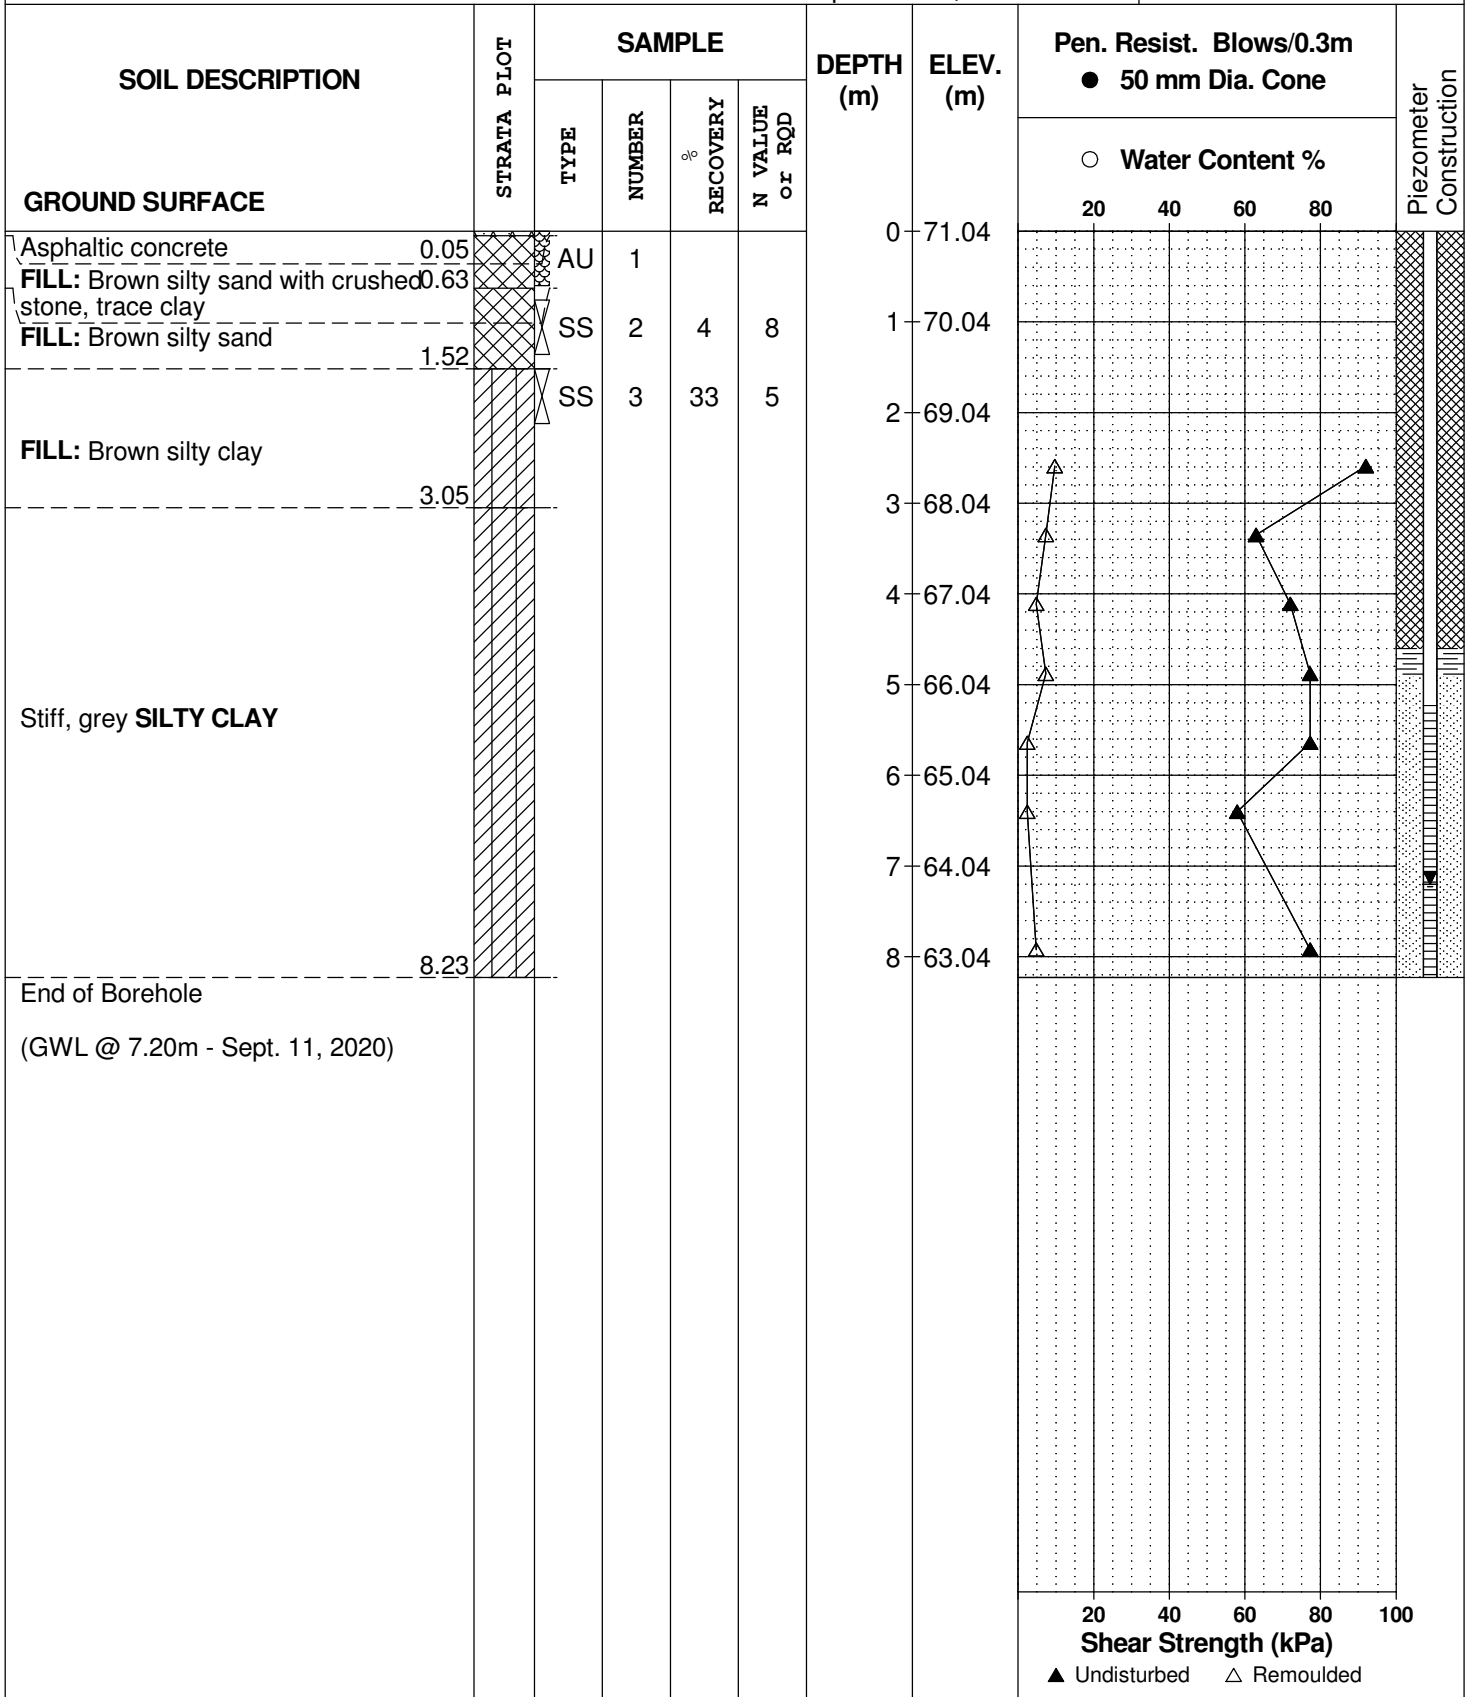 SOIL DESCRIPTION
GROUND SURFACE
STRATA PLOT
SAMPLE
TYPE
NUMBER
% RECOVERY
N VALUE or RQD
DEPTH (m)
ELEV. (m)
Pen. Resist. Blows/0.3m
● 50 mm Dia. Cone
○ Water Content %
20 40 60 80
Piezometer Construction
0 71.04
Asphaltic concrete 0.05
AU 1
FILL: Brown silty sand with crushed 0.63
stone, trace clay
1 70.04
SS 2 4 8
FILL: Brown silty sand
1.52
SS 3 33 5
2 69.04
FILL: Brown silty clay
3.05
3 68.04
4 67.04
5 66.04
Stiff, grey SILTY CLAY
6 65.04
7 64.04
8 63.04
8.23
End of Borehole
(GWL @ 7.20m - Sept. 11, 2020)
20 40 60 80 100
Shear Strength (kPa)
▲ Undisturbed △ Remoulded